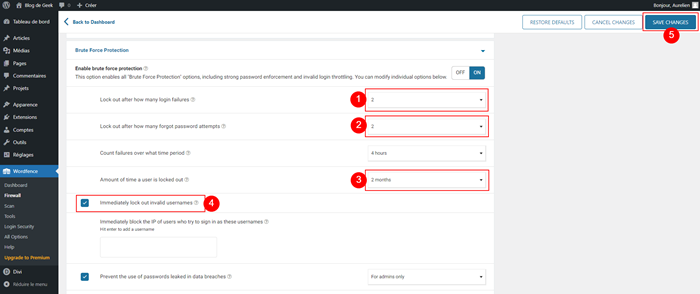 Blog de Geek
0
Créer
Bonjour, Aurelien
Tableau de bord
Articles
Médias
Pages
Commentaires
Projets
Apparence
Extensions
Comptes
Outils
Réglages
Wordfence
Dashboard
Firewall
Scan
Tools
Login Security
All Options
Help
Upgrade to Premium
Divi
Réduire le menu
Back to Dashboard
RESTORE DEFAULTS
CANCEL CHANGES
SAVE CHANGES
5
Brute Force Protection
Enable brute force protection
This option enables all "Brute Force Protection" options, including strong password enforcement and invalid login throttling. You can modify individual options below.
OFF ON
Lock out after how many login failures
1
2
Lock out after how many forgot password attempts
2
2
Count failures over what time period
4 hours
Amount of time a user is locked out
3
2 months
Immediately lock out invalid usernames
4
Immediately block the IP of users who try to sign in as these usernames
Hit enter to add a username
Prevent the use of passwords leaked in data breaches
For admins only